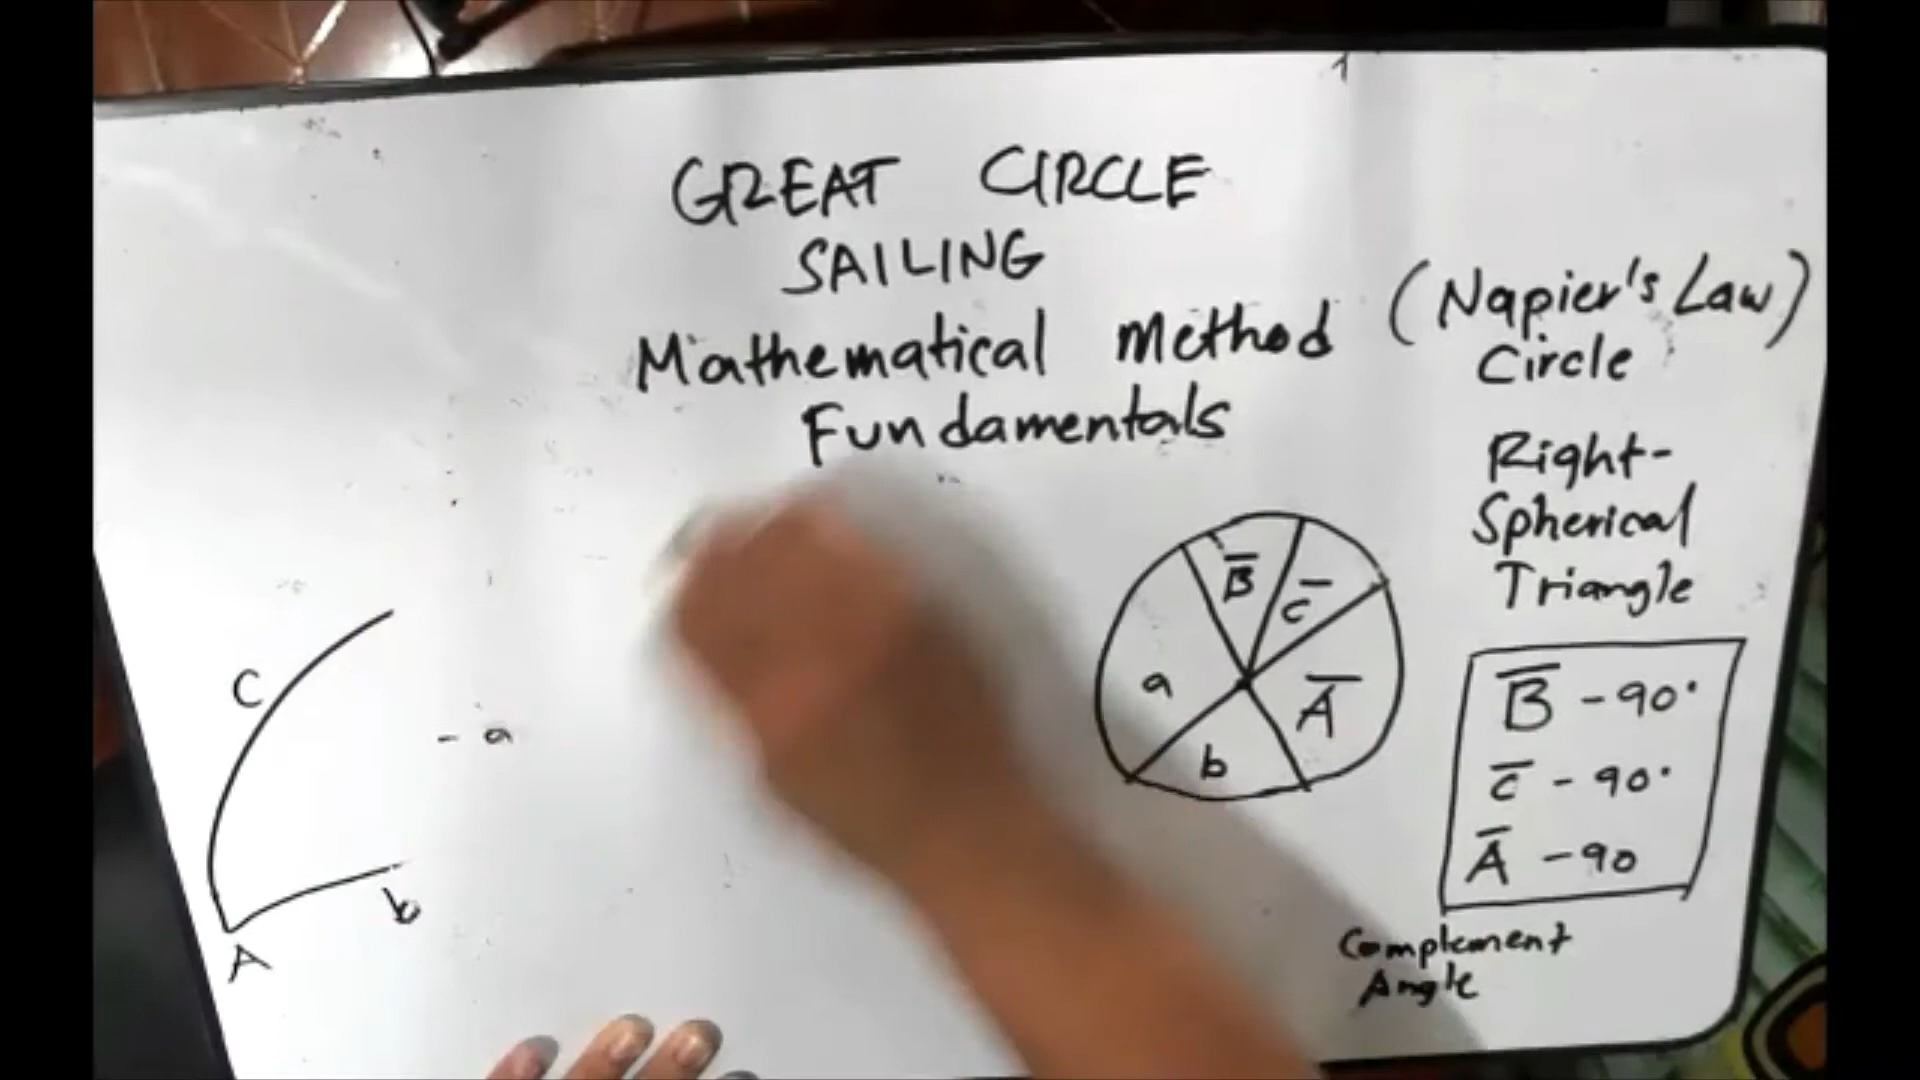 GREAT CIRCLE
SAILING
Mathematical Method
Fundamentals
(Napier's Law)
Circle
Right-
Spherical
Triangle
B̅
c̅
a
A̅
b
B̅ - 90°
c̅ - 90°
A̅ - 90
Complement
Angle
C
- a
b
A